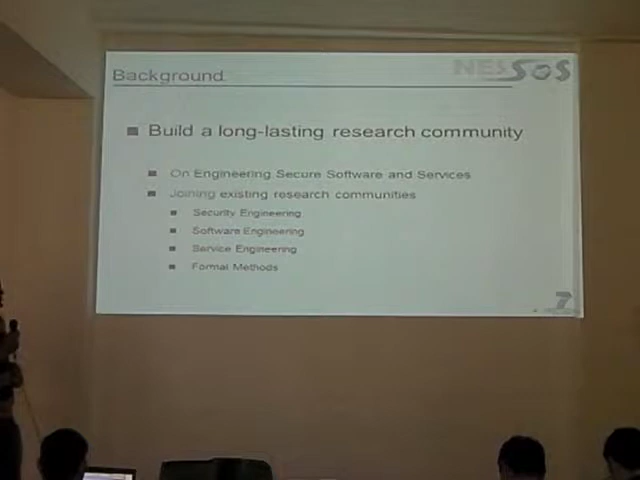 Background
NESSOS
Build a long-lasting research community
On Engineering Secure Software and Services
Joining existing research communities
Security Engineering
Software Engineering
Service Engineering
Formal Methods
7